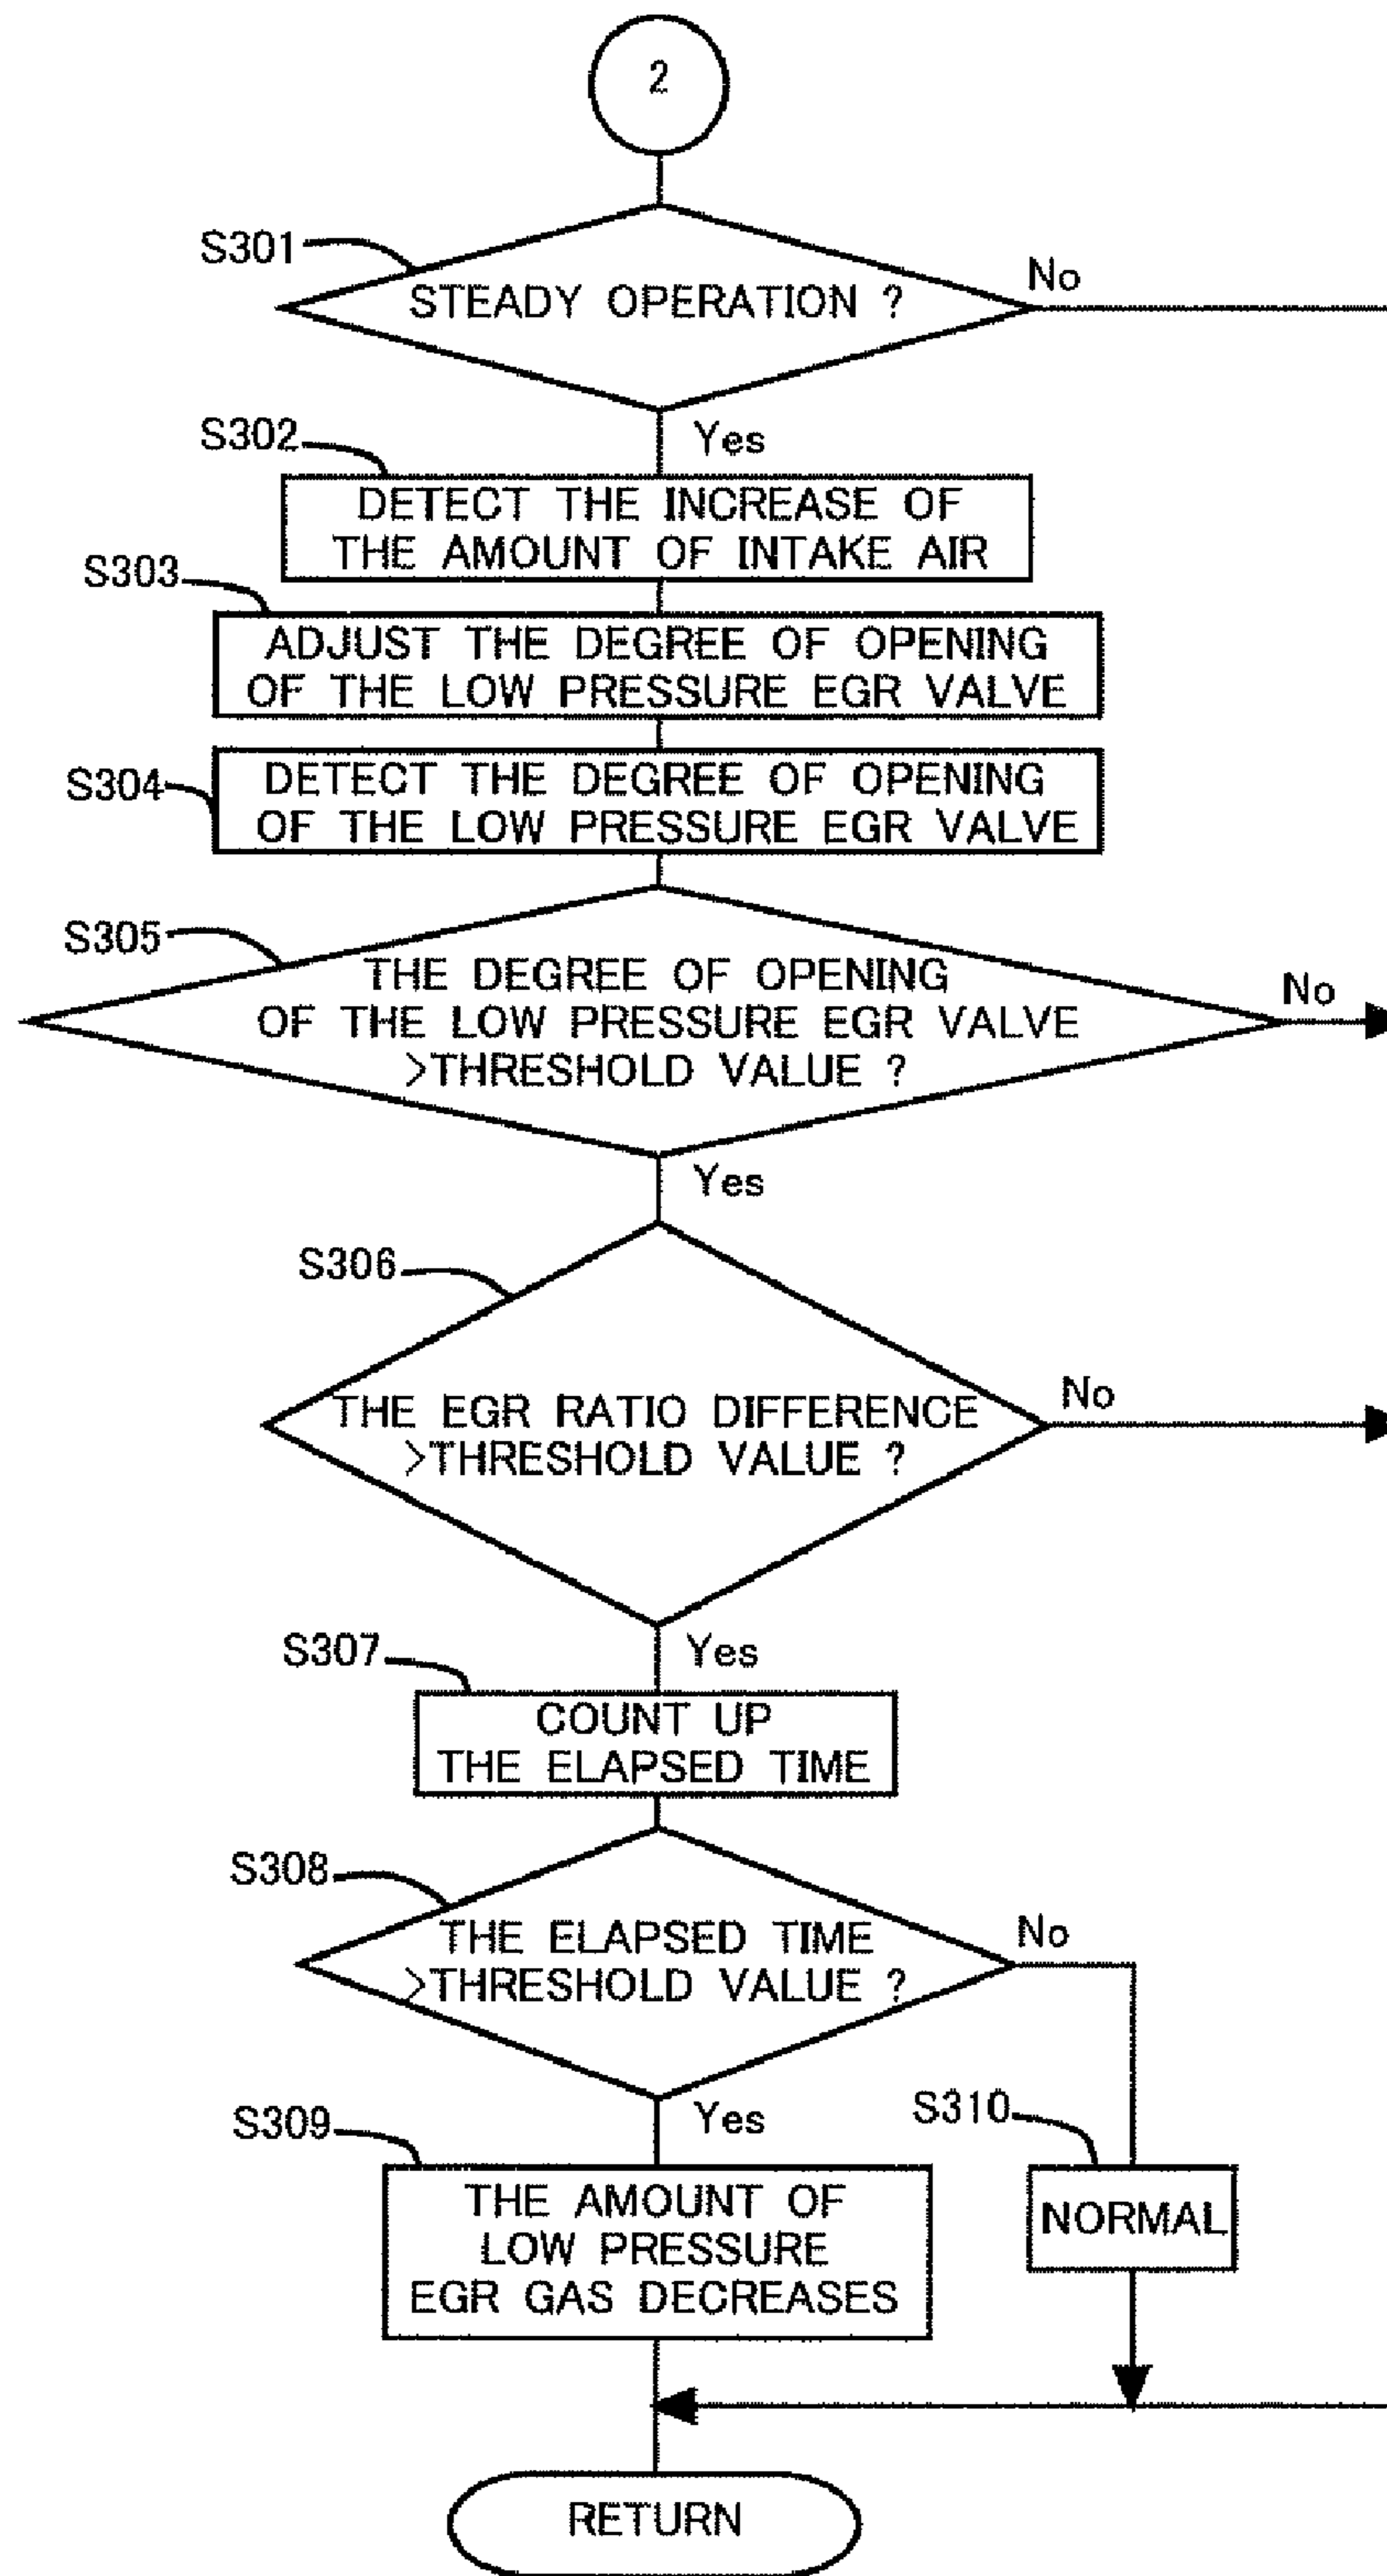 2
S301
STEADY OPERATION ?
No
Yes
S302
DETECT THE INCREASE OF
THE AMOUNT OF INTAKE AIR
S303
ADJUST THE DEGREE OF OPENING
OF THE LOW PRESSURE EGR VALVE
S304
DETECT THE DEGREE OF OPENING
OF THE LOW PRESSURE EGR VALVE
S305
THE DEGREE OF OPENING
OF THE LOW PRESSURE EGR VALVE
>THRESHOLD VALUE ?
No
Yes
S306
THE EGR RATIO DIFFERENCE
>THRESHOLD VALUE ?
No
Yes
S307
COUNT UP
THE ELAPSED TIME
S308
THE ELAPSED TIME
>THRESHOLD VALUE ?
No
Yes
S309
THE AMOUNT OF
LOW PRESSURE
EGR GAS DECREASES
S310
NORMAL
RETURN